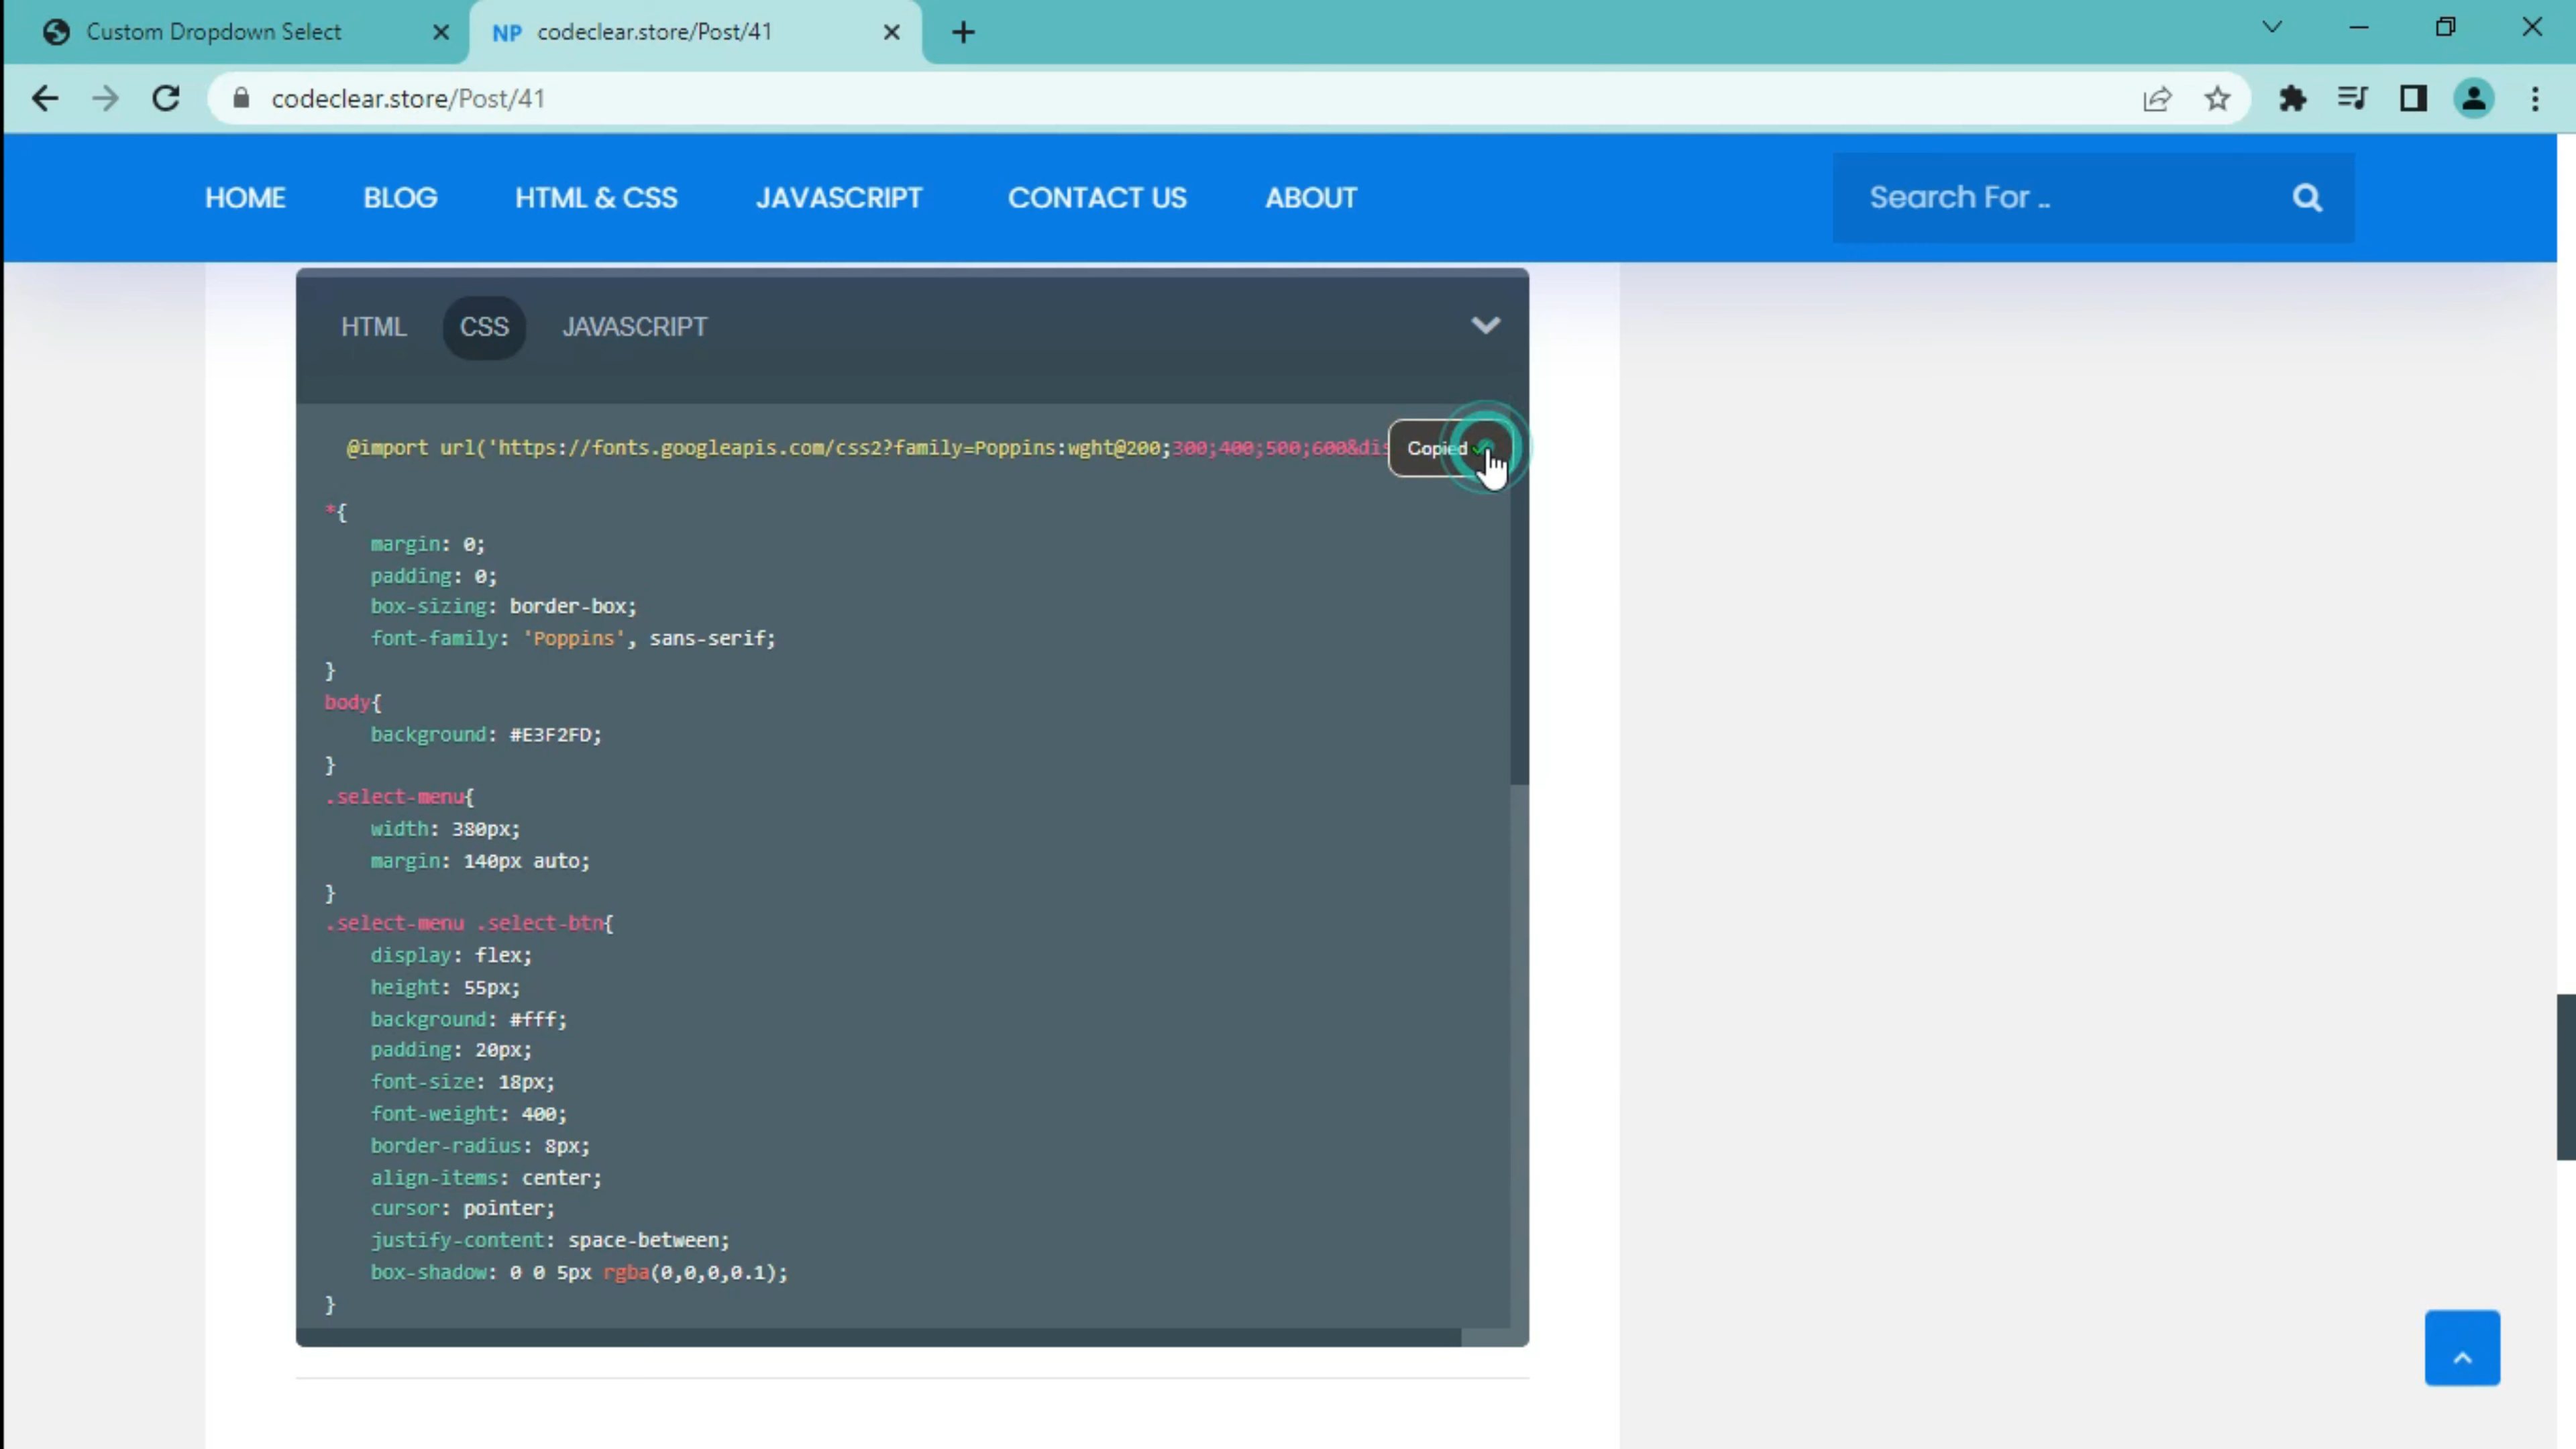 Custom Dropdown Select
NP codeclear.store/Post/41
codeclear.store/Post/41
HOME BLOG HTML & CSS JAVASCRIPT CONTACT US ABOUT Search For ..
HTML CSS JAVASCRIPT
@import url('https://fonts.googleapis.com/css2?family=Poppins:wght@200;300;400;500;600&dis
Copied
*{
margin: 0;
padding: 0;
box-sizing: border-box;
font-family: 'Poppins', sans-serif;
}
body{
background: #E3F2FD;
}
.select-menu{
width: 380px;
margin: 140px auto;
}
.select-menu .select-btn{
display: flex;
height: 55px;
background: #fff;
padding: 20px;
font-size: 18px;
font-weight: 400;
border-radius: 8px;
align-items: center;
cursor: pointer;
justify-content: space-between;
box-shadow: 0 0 5px rgba(0,0,0,0.1);
}